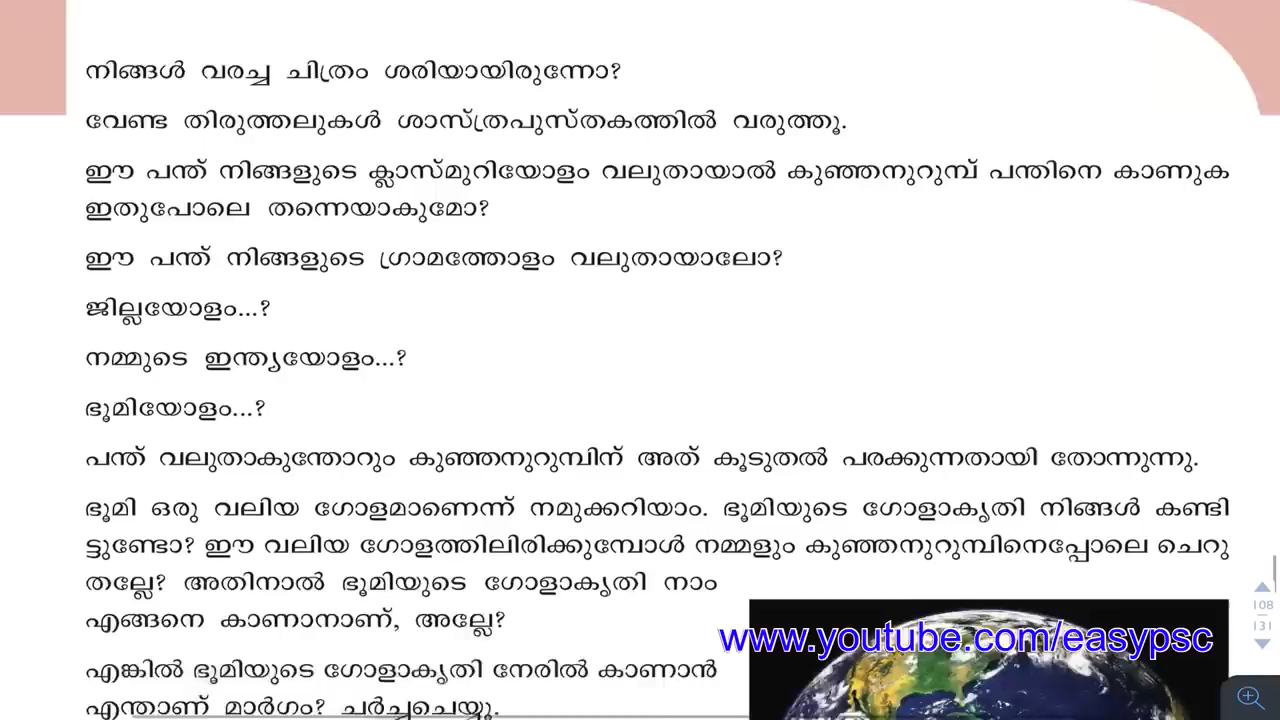 നിങ്ങൾ വരച്ച ചിത്രം ശരിയായിരുന്നോ?
വേണ്ട തിരുത്തലുകൾ ശാസ്ത്രപുസ്തകത്തിൽ വരുത്തൂ.
ഈ പന്ത് നിങ്ങളുടെ ക്ലാസ്മുറിയോളം വലുതായാൽ കുഞ്ഞനുറുമ്പ് പന്തിനെ കാണുക
ഇതുപോലെ തന്നെയാകുമോ?
ഈ പന്ത് നിങ്ങളുടെ ഗ്രാമത്തോളം വലുതായാലോ?
ജില്ലയോളം...?
നമ്മുടെ ഇന്ത്യയോളം...?
ഭൂമിയോളം...?
പന്ത് വലുതാകുന്തോറും കുഞ്ഞനുറുമ്പിന് അത് കൂടുതൽ പരക്കുന്നതായി തോന്നുന്നു.
ഭൂമി ഒരു വലിയ ഗോളമാണെന്ന് നമുക്കറിയാം. ഭൂമിയുടെ ഗോളാകൃതി നിങ്ങൾ കണ്ടി
ട്ടുണ്ടോ? ഈ വലിയ ഗോളത്തിലിരിക്കുമ്പോൾ നമ്മളും കുഞ്ഞനുറുമ്പിനെപ്പോലെ ചെറു
തല്ലേ? അതിനാൽ ഭൂമിയുടെ ഗോളാകൃതി നാം
എങ്ങനെ കാണാനാണ്, അല്ലേ?
www.youtube.com/easypsc
എങ്കിൽ ഭൂമിയുടെ ഗോളാകൃതി നേരിൽ കാണാൻ
എന്താണ് മാർഗം? ചർച്ചചെയ്യൂ.
108
131